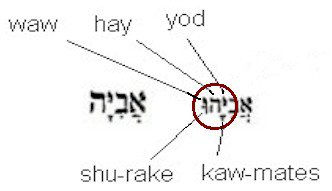 waw hay yod
אֲבִיָּהוּ אֲבִיָּה
shu-rake kaw-mates